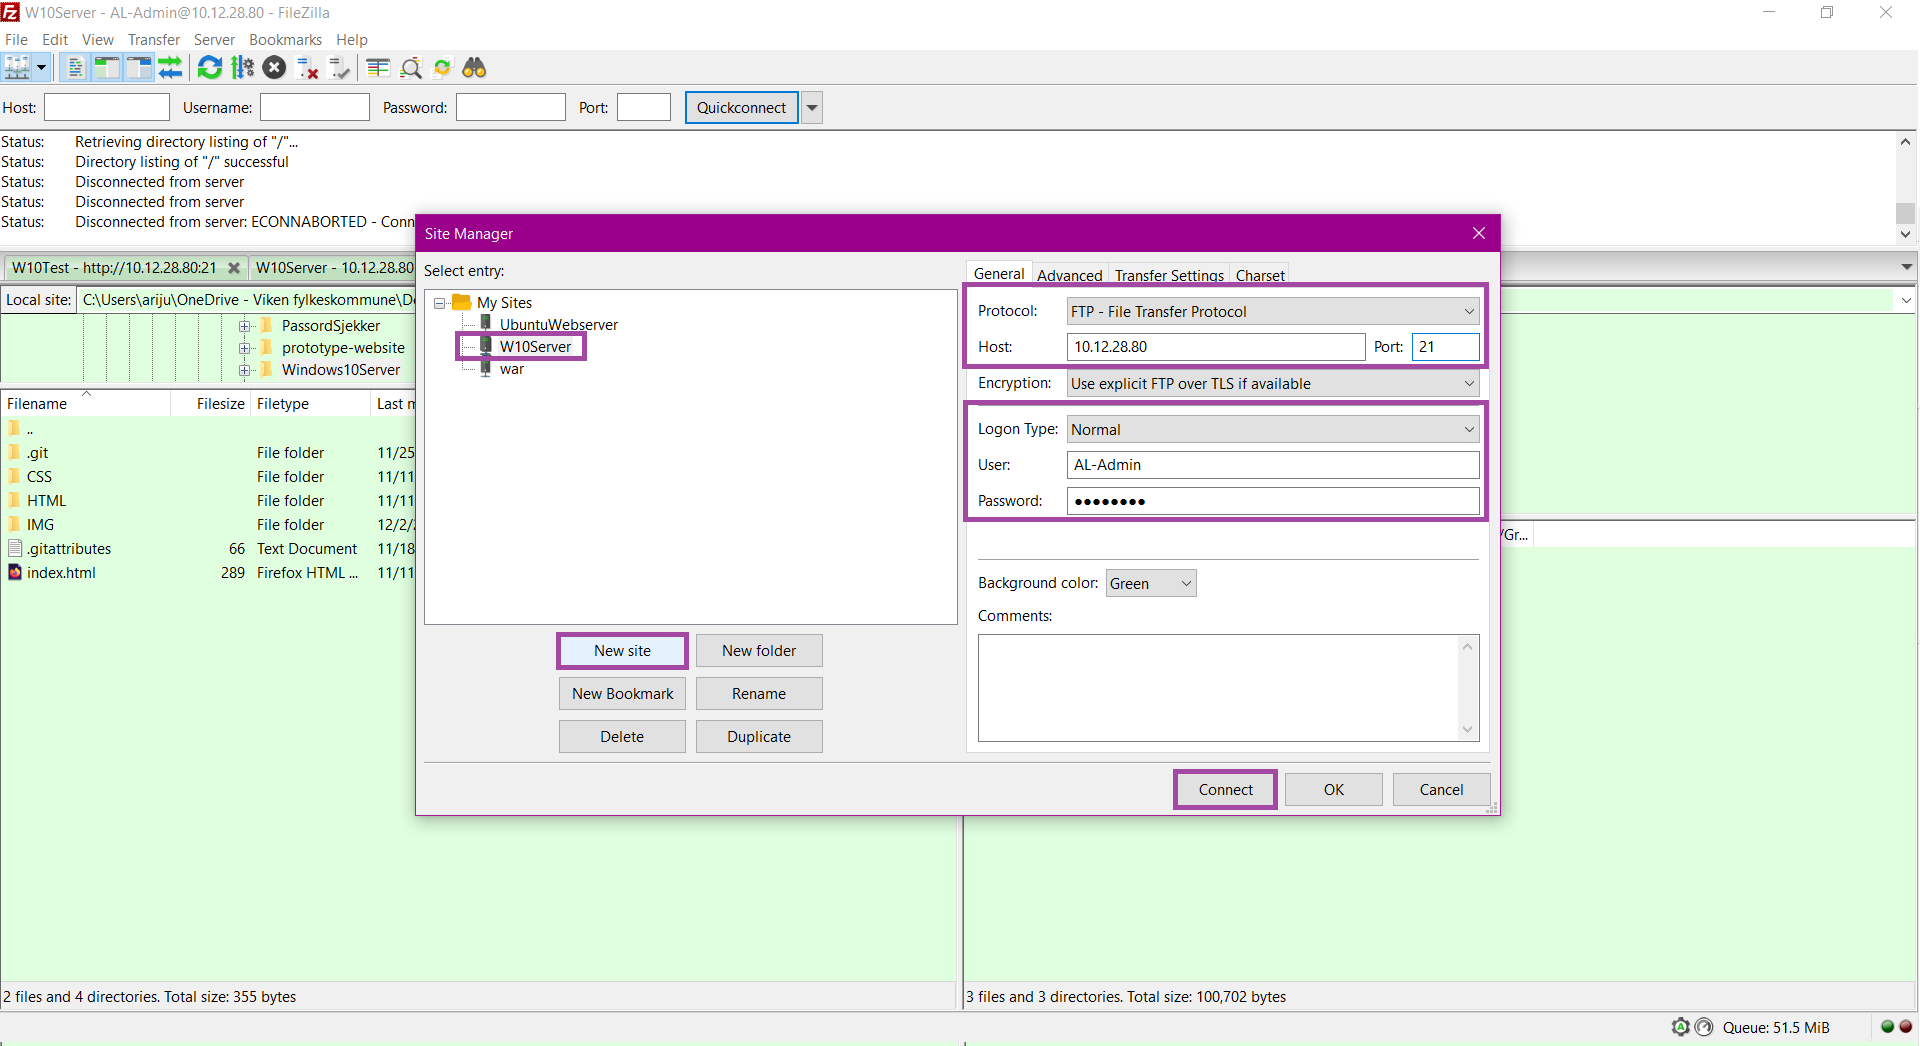 W10Server - AL-Admin@10.12.28.80 - FileZilla
File Edit View Transfer Server Bookmarks Help
Host: Username: Password: Port: Quickconnect
Status: Retrieving directory listing of "/"...
Status: Directory listing of "/" successful
Status: Disconnected from server
Status: Disconnected from server
Status: Disconnected from server: ECONNABORTED - Conn
W10Test - http://10.12.28.80:21 W10Server - 10.12.28.80
Local site: C:\Users\ariju\OneDrive - Viken fylkeskommune\De
PassordSjekker
prototype-website
Windows10Server
Filename Filesize Filetype Last m
..
.git File folder 11/25
CSS File folder 11/11
HTML File folder 11/11
IMG File folder 12/2/2
.gitattributes 66 Text Document 11/18
index.html 289 Firefox HTML ... 11/11
2 files and 4 directories. Total size: 355 bytes
Site Manager
Select entry:
My Sites
UbuntuWebserver
W10Server
war
New site New folder
New Bookmark Rename
Delete Duplicate
General Advanced Transfer Settings Charset
Protocol: FTP - File Transfer Protocol
Host: 10.12.28.80 Port: 21
Encryption: Use explicit FTP over TLS if available
Logon Type: Normal
User: AL-Admin
Password: ●●●●●●●●
Background color: Green
Comments:
Connect OK Cancel
/Gr...
3 files and 3 directories. Total size: 100,702 bytes
Queue: 51.5 MiB